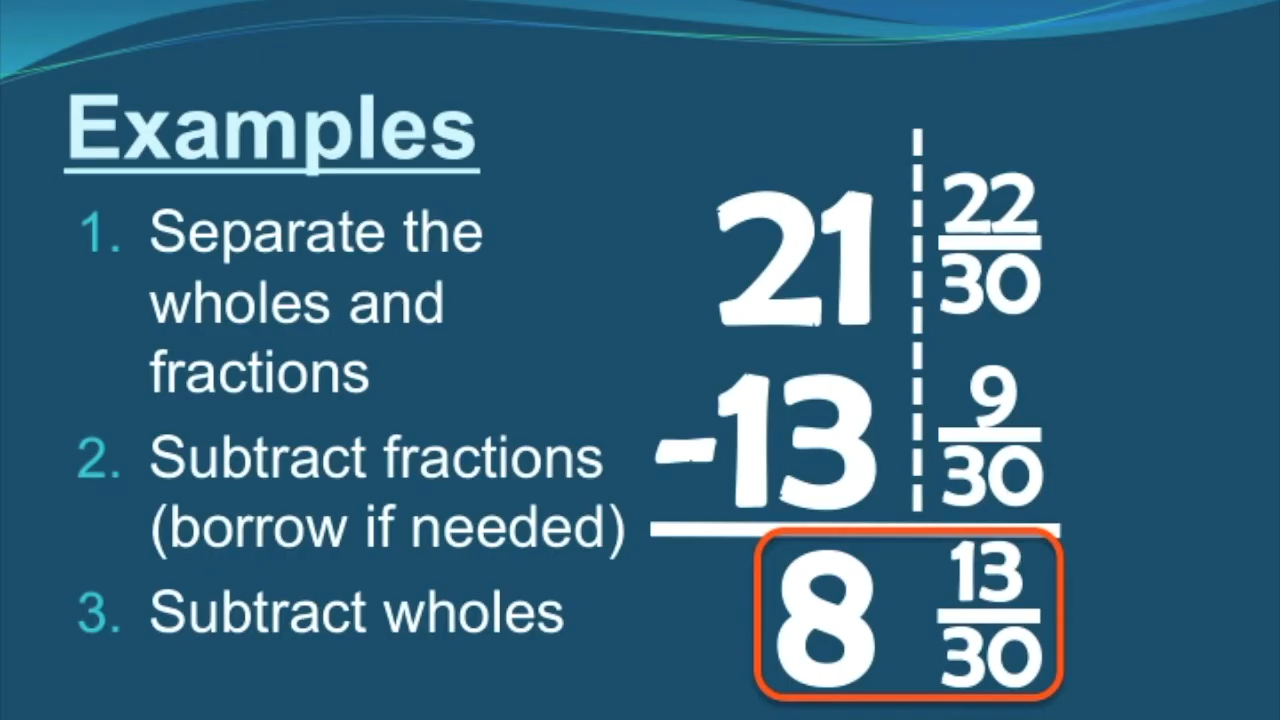 Examples
1. Separate the
wholes and
fractions
2. Subtract fractions
(borrow if needed)
3. Subtract wholes
21 22/30
-13 9/30
8 13/30